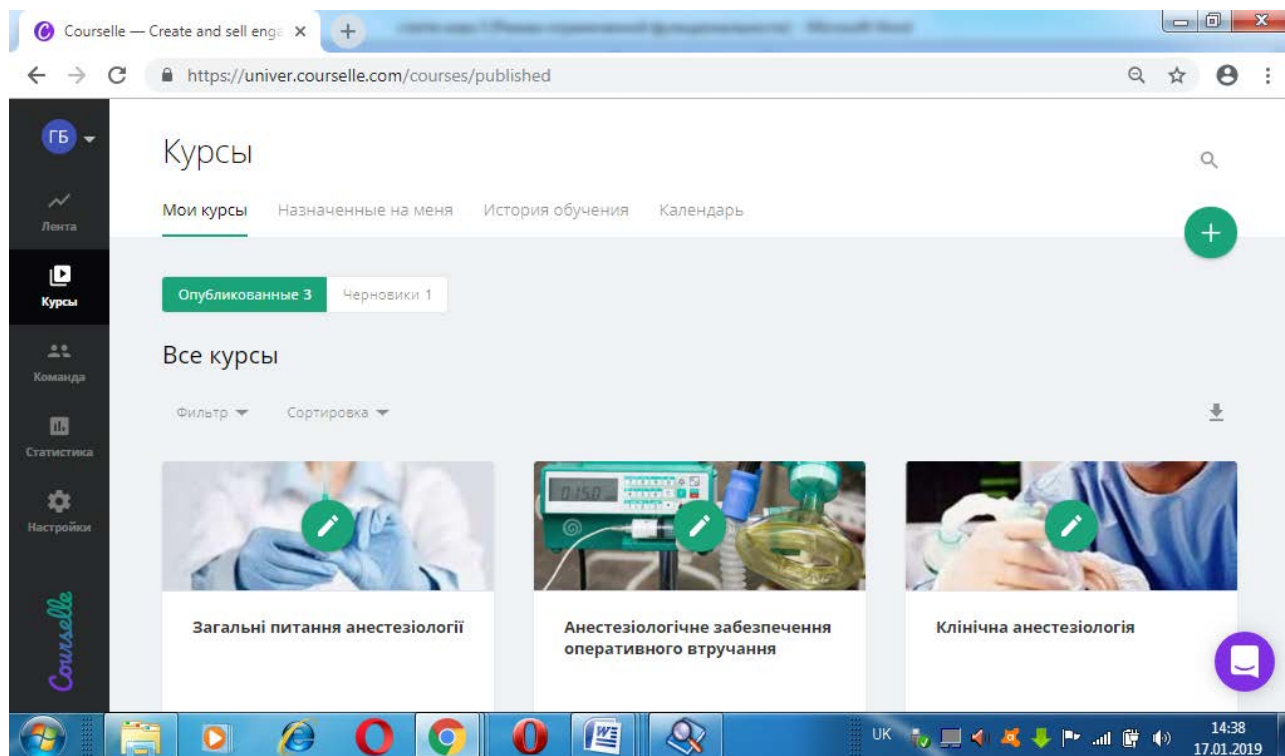 Courselle — Create and sell enga
https://univer.courselle.com/courses/published
ГБ
Курсы
Мои курсы Назначенные на меня История обучения Календарь
Лента
Курсы
Команда
Статистика
Настройки
Courselle
Опубликованные 3 Черновики 1
Все курсы
Фильтр Сортировка
Загальні питання анестезіології
Анестезіологічне забезпечення
оперативного втручання
Клінічна анестезіологія
UK
14:38
17.01.2019